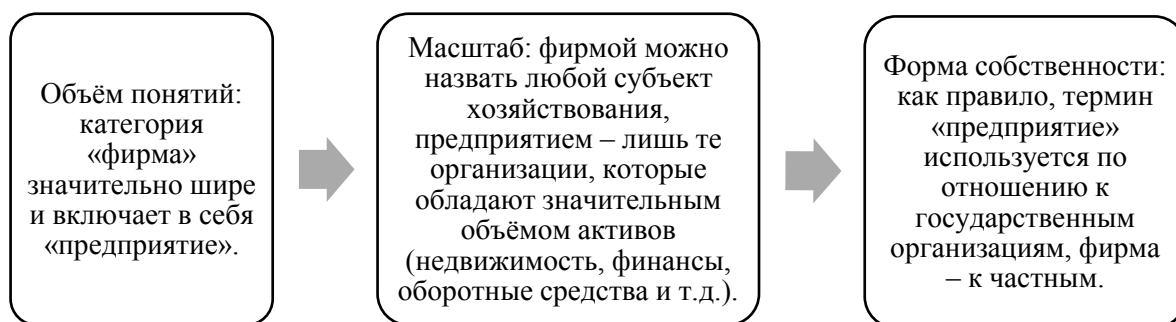 Объём понятий:
категория
«фирма»
значительно шире
и включает в себя
«предприятие».
Масштаб: фирмой можно
назвать любой субъект
хозяйствования,
предприятием – лишь те
организации, которые
обладают значительным
объёмом активов
(недвижимость, финансы,
оборотные средства и т.д.).
Форма собственности:
как правило, термин
«предприятие»
используется по
отношению к
государственным
организациям, фирма
– к частным.